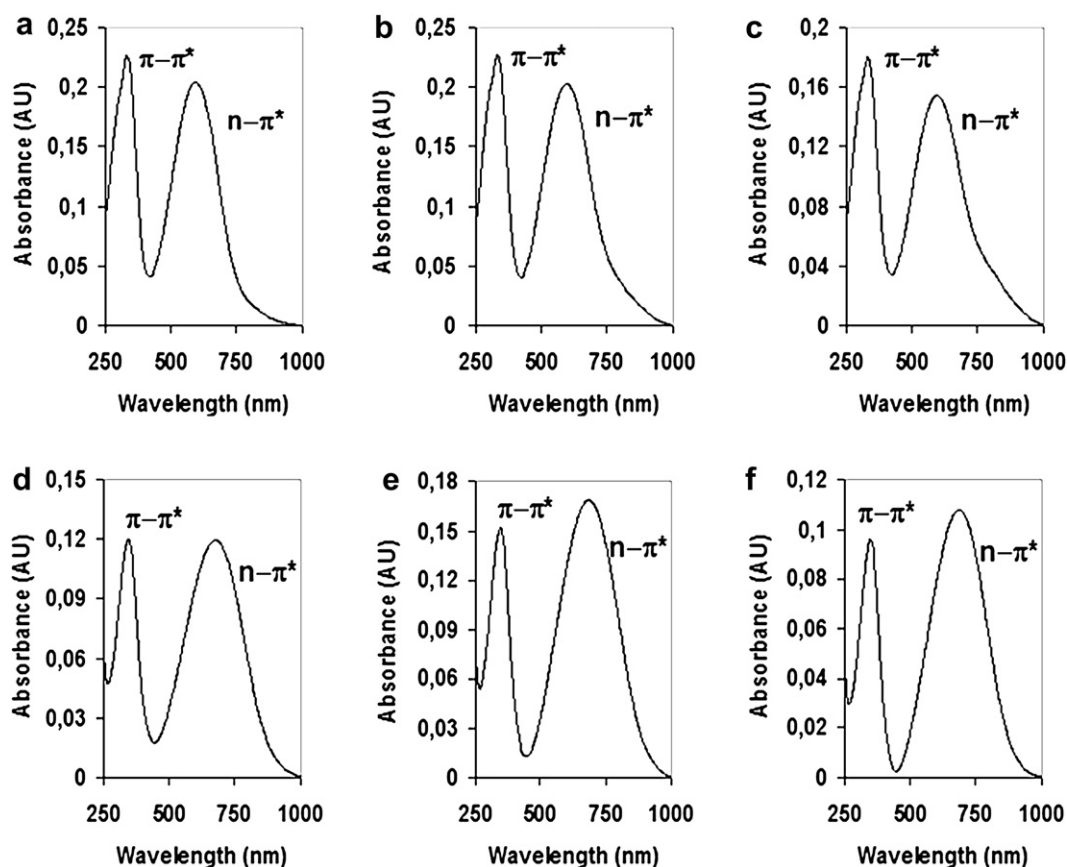 a
0,25
0,2
0,15
0,1
0,05
0
Absorbance (AU)
π−π*
n−π*
250 500 750 1000
Wavelength (nm)
b
0,25
0,2
0,15
0,1
0,05
0
Absorbance (AU)
π−π*
n−π*
250 500 750 1000
Wavelength (nm)
c
0,2
0,16
0,12
0,08
0,04
0
Absorbance (AU)
π−π*
n−π*
250 500 750 1000
Wavelength (nm)
d
0,15
0,12
0,09
0,06
0,03
0
Absorbance (AU)
π−π*
n−π*
250 500 750 1000
Wavelength (nm)
e
0,18
0,15
0,12
0,09
0,06
0,03
0
Absorbance (AU)
π−π*
n−π*
250 500 750 1000
Wavelength (nm)
f
0,12
0,1
0,08
0,06
0,04
0,02
0
Absorbance (AU)
π−π*
n−π*
250 500 750 1000
Wavelength (nm)